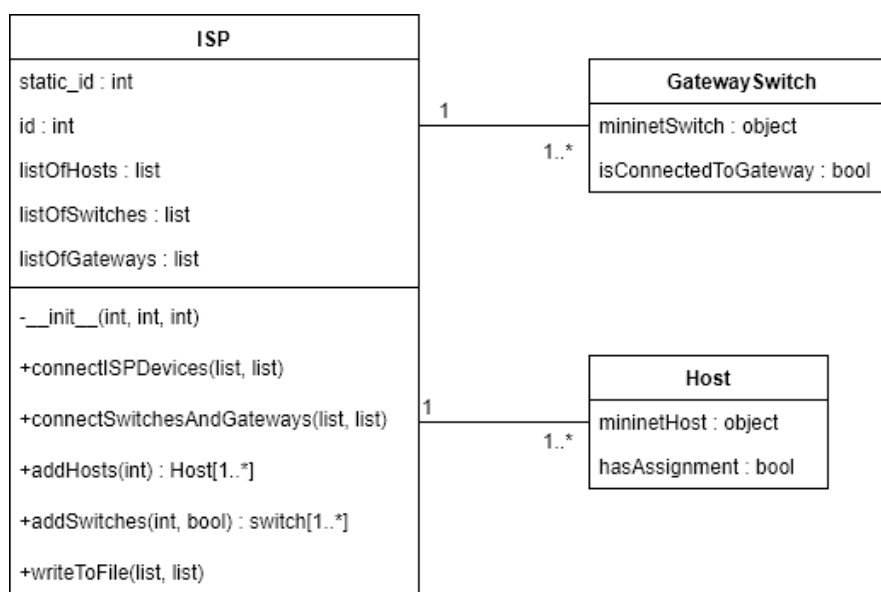 ISP
static_id : int
id : int
listOfHosts : list
listOfSwitches : list
listOfGateways : list
-__init__(int, int, int)
+connectISPDevices(list, list)
+connectSwitchesAndGateways(list, list)
+addHosts(int) : Host[1..*]
+addSwitches(int, bool) : switch[1..*]
+writeToFile(list, list)
1
1..*
GatewaySwitch
mininetSwitch : object
isConnectedToGateway : bool
1
1..*
Host
mininetHost : object
hasAssignment : bool